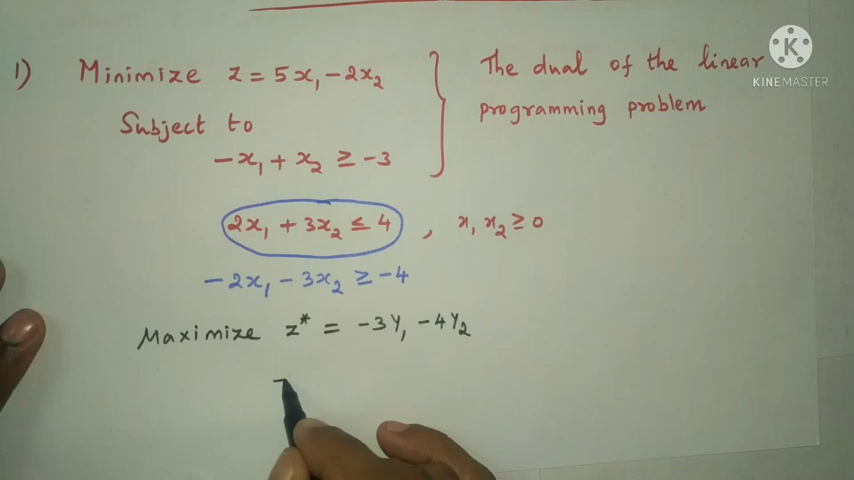 1) Minimize z = 5x₁ - 2x₂
Subject to
-x₁ + x₂ ≥ -3
The dual of the linear
programming problem
2x₁ + 3x₂ ≤ 4 , x₁ x₂ ≥ 0
-2x₁ - 3x₂ ≥ -4
Maximize z* = -3Y₁ - 4Y₂
K
KINEMASTER